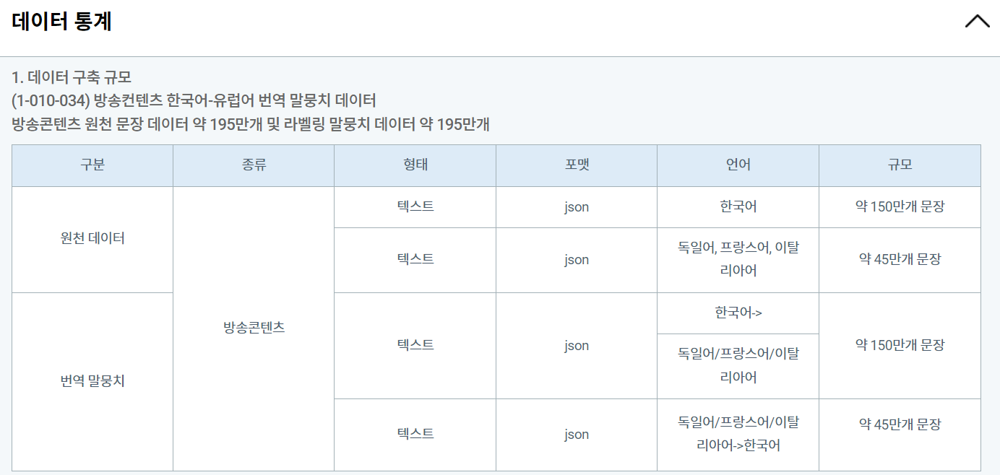 데이터 통계
1. 데이터 구축 규모
(1-010-034) 방송컨텐츠 한국어-유럽어 번역 말뭉치 데이터
방송콘텐츠 원천 문장 데이터 약 195만개 및 라벨링 말뭉치 데이터 약 195만개
구분 종류 형태 포맷 언어 규모
원천 데이터 방송콘텐츠 텍스트 json 한국어 약 150만개 문장
텍스트 json 독일어, 프랑스어, 이탈
리아어 약 45만개 문장
번역 말뭉치 텍스트 json 한국어-> 약 150만개 문장
독일어/프랑스어/이탈
리아어
텍스트 json 독일어/프랑스어/이탈
리아어->한국어 약 45만개 문장